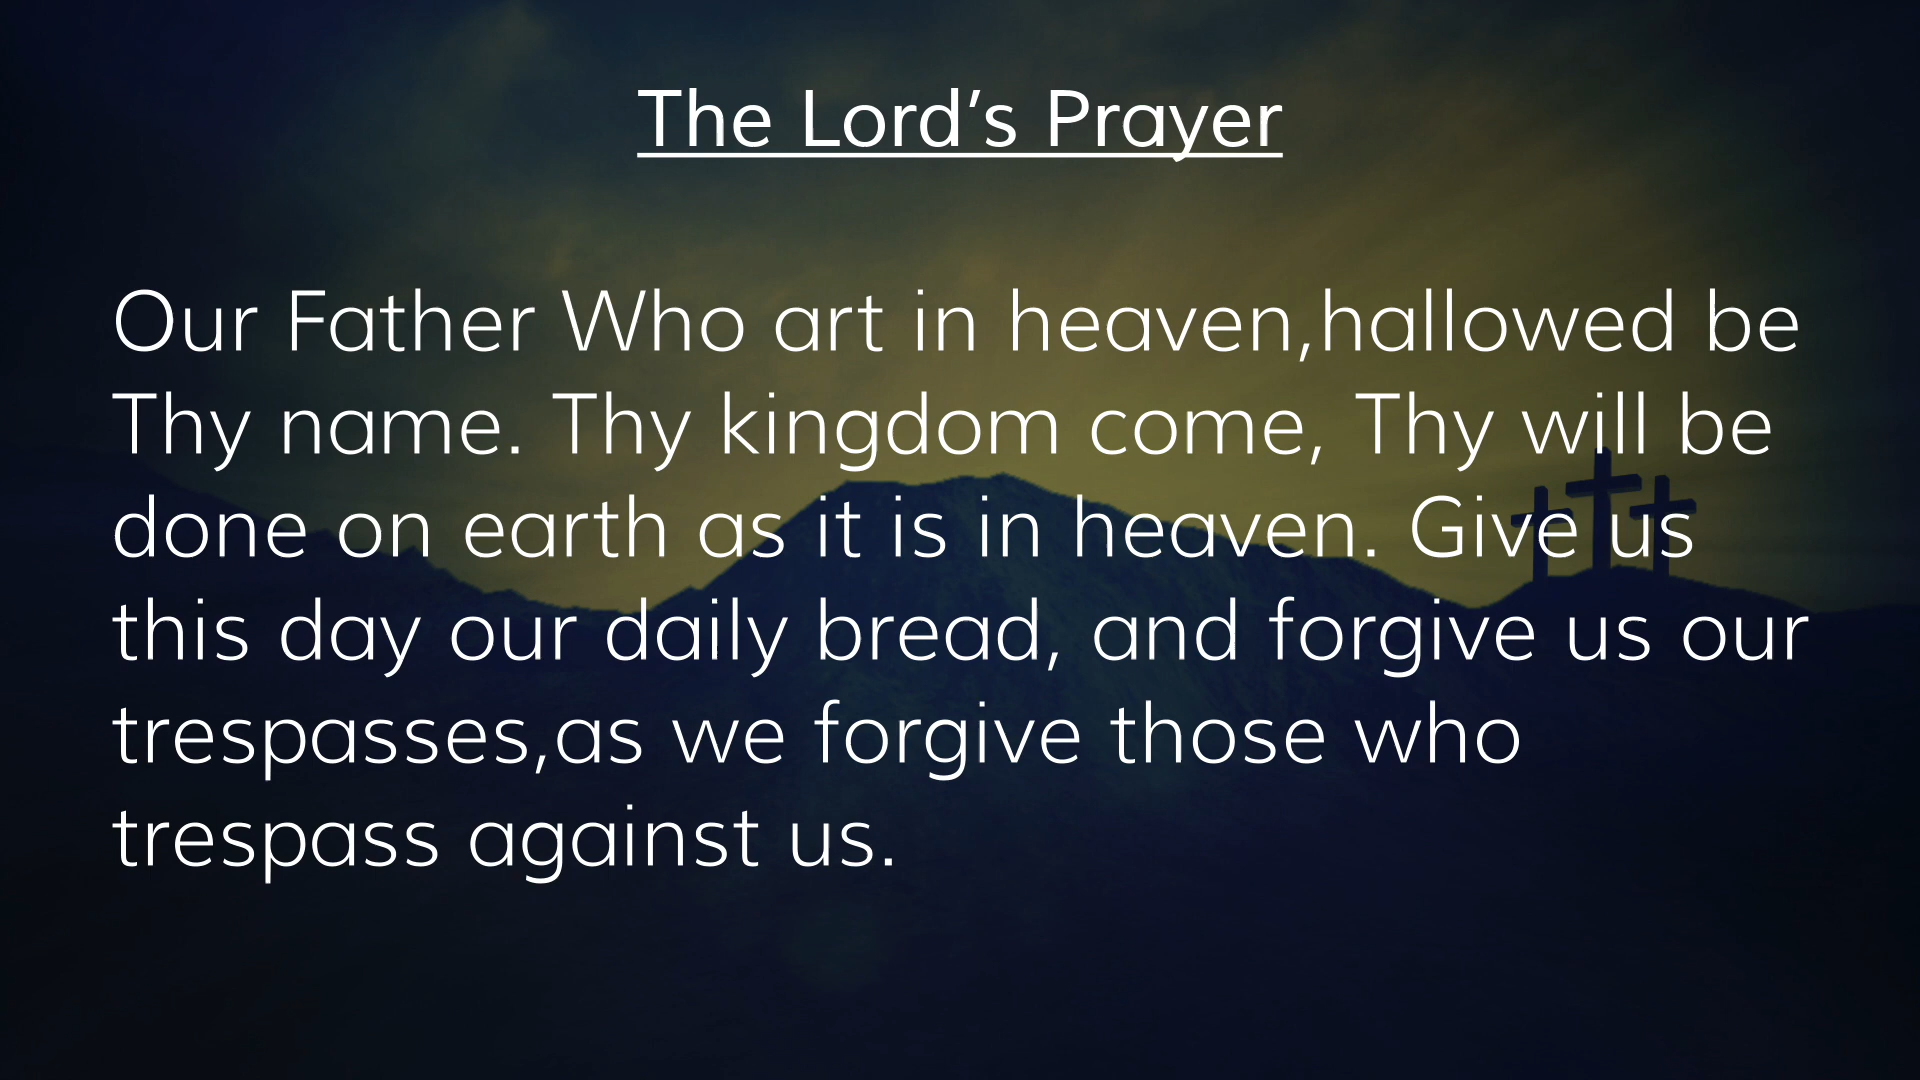 The Lord’s Prayer
Our Father Who art in heaven,hallowed be
Thy name. Thy kingdom come, Thy will be
done on earth as it is in heaven. Give us
this day our daily bread, and forgive us our
trespasses,as we forgive those who
trespass against us.